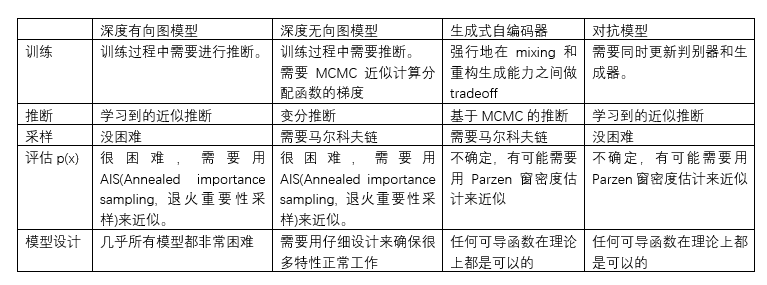 深度有向图模型 深度无向图模型 生成式自编码器 对抗模型
训练
训练过程中需要进行推断。
训练过程中需要推断。
需要 MCMC 近似计算分
配函数的梯度
强行地在 mixing 和
重构生成能力之间做
tradeoff
需要同时更新判别器和生
成器。
推断 学习到的近似推断 变分推断 基于 MCMC 的推断 学习到的近似推断
采样 没困难 需要马尔科夫链 需要马尔科夫链 没困难
评估 p(x)
很困难，需要用
AIS(Annealed importance
sampling, 退火重要性采
样)来近似。
很困难，需要用
AIS(Annealed importance
sampling, 退火重要性采
样)来近似。
不确定，有可能需要
用 Parzen 窗密度估
计来近似
不确定，有可能需要用
Parzen 窗密度估计来近似
模型设计
几乎所有模型都非常困难
需要用仔细设计来确保很
多特性正常工作
任何可导函数在理论
上都是可以的
任何可导函数在理论上都
是可以的